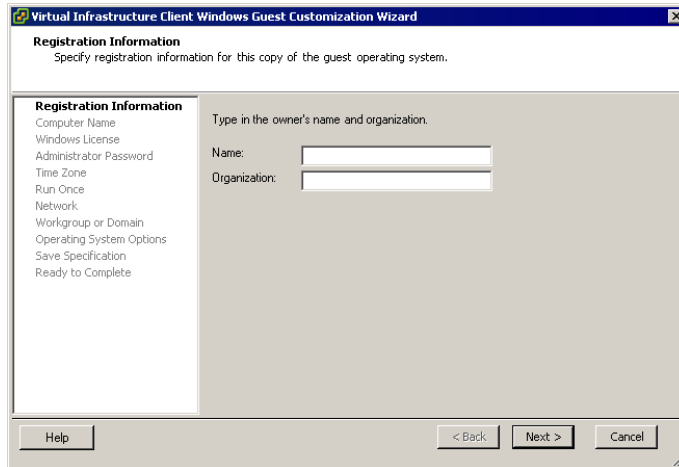 Virtual Infrastructure Client Windows Guest Customization Wizard
Registration Information
Specify registration information for this copy of the guest operating system.
Registration Information
Computer Name
Windows License
Administrator Password
Time Zone
Run Once
Network
Workgroup or Domain
Operating System Options
Save Specification
Ready to Complete
Type in the owner's name and organization.
Name:
Organization:
Help
< Back
Next >
Cancel